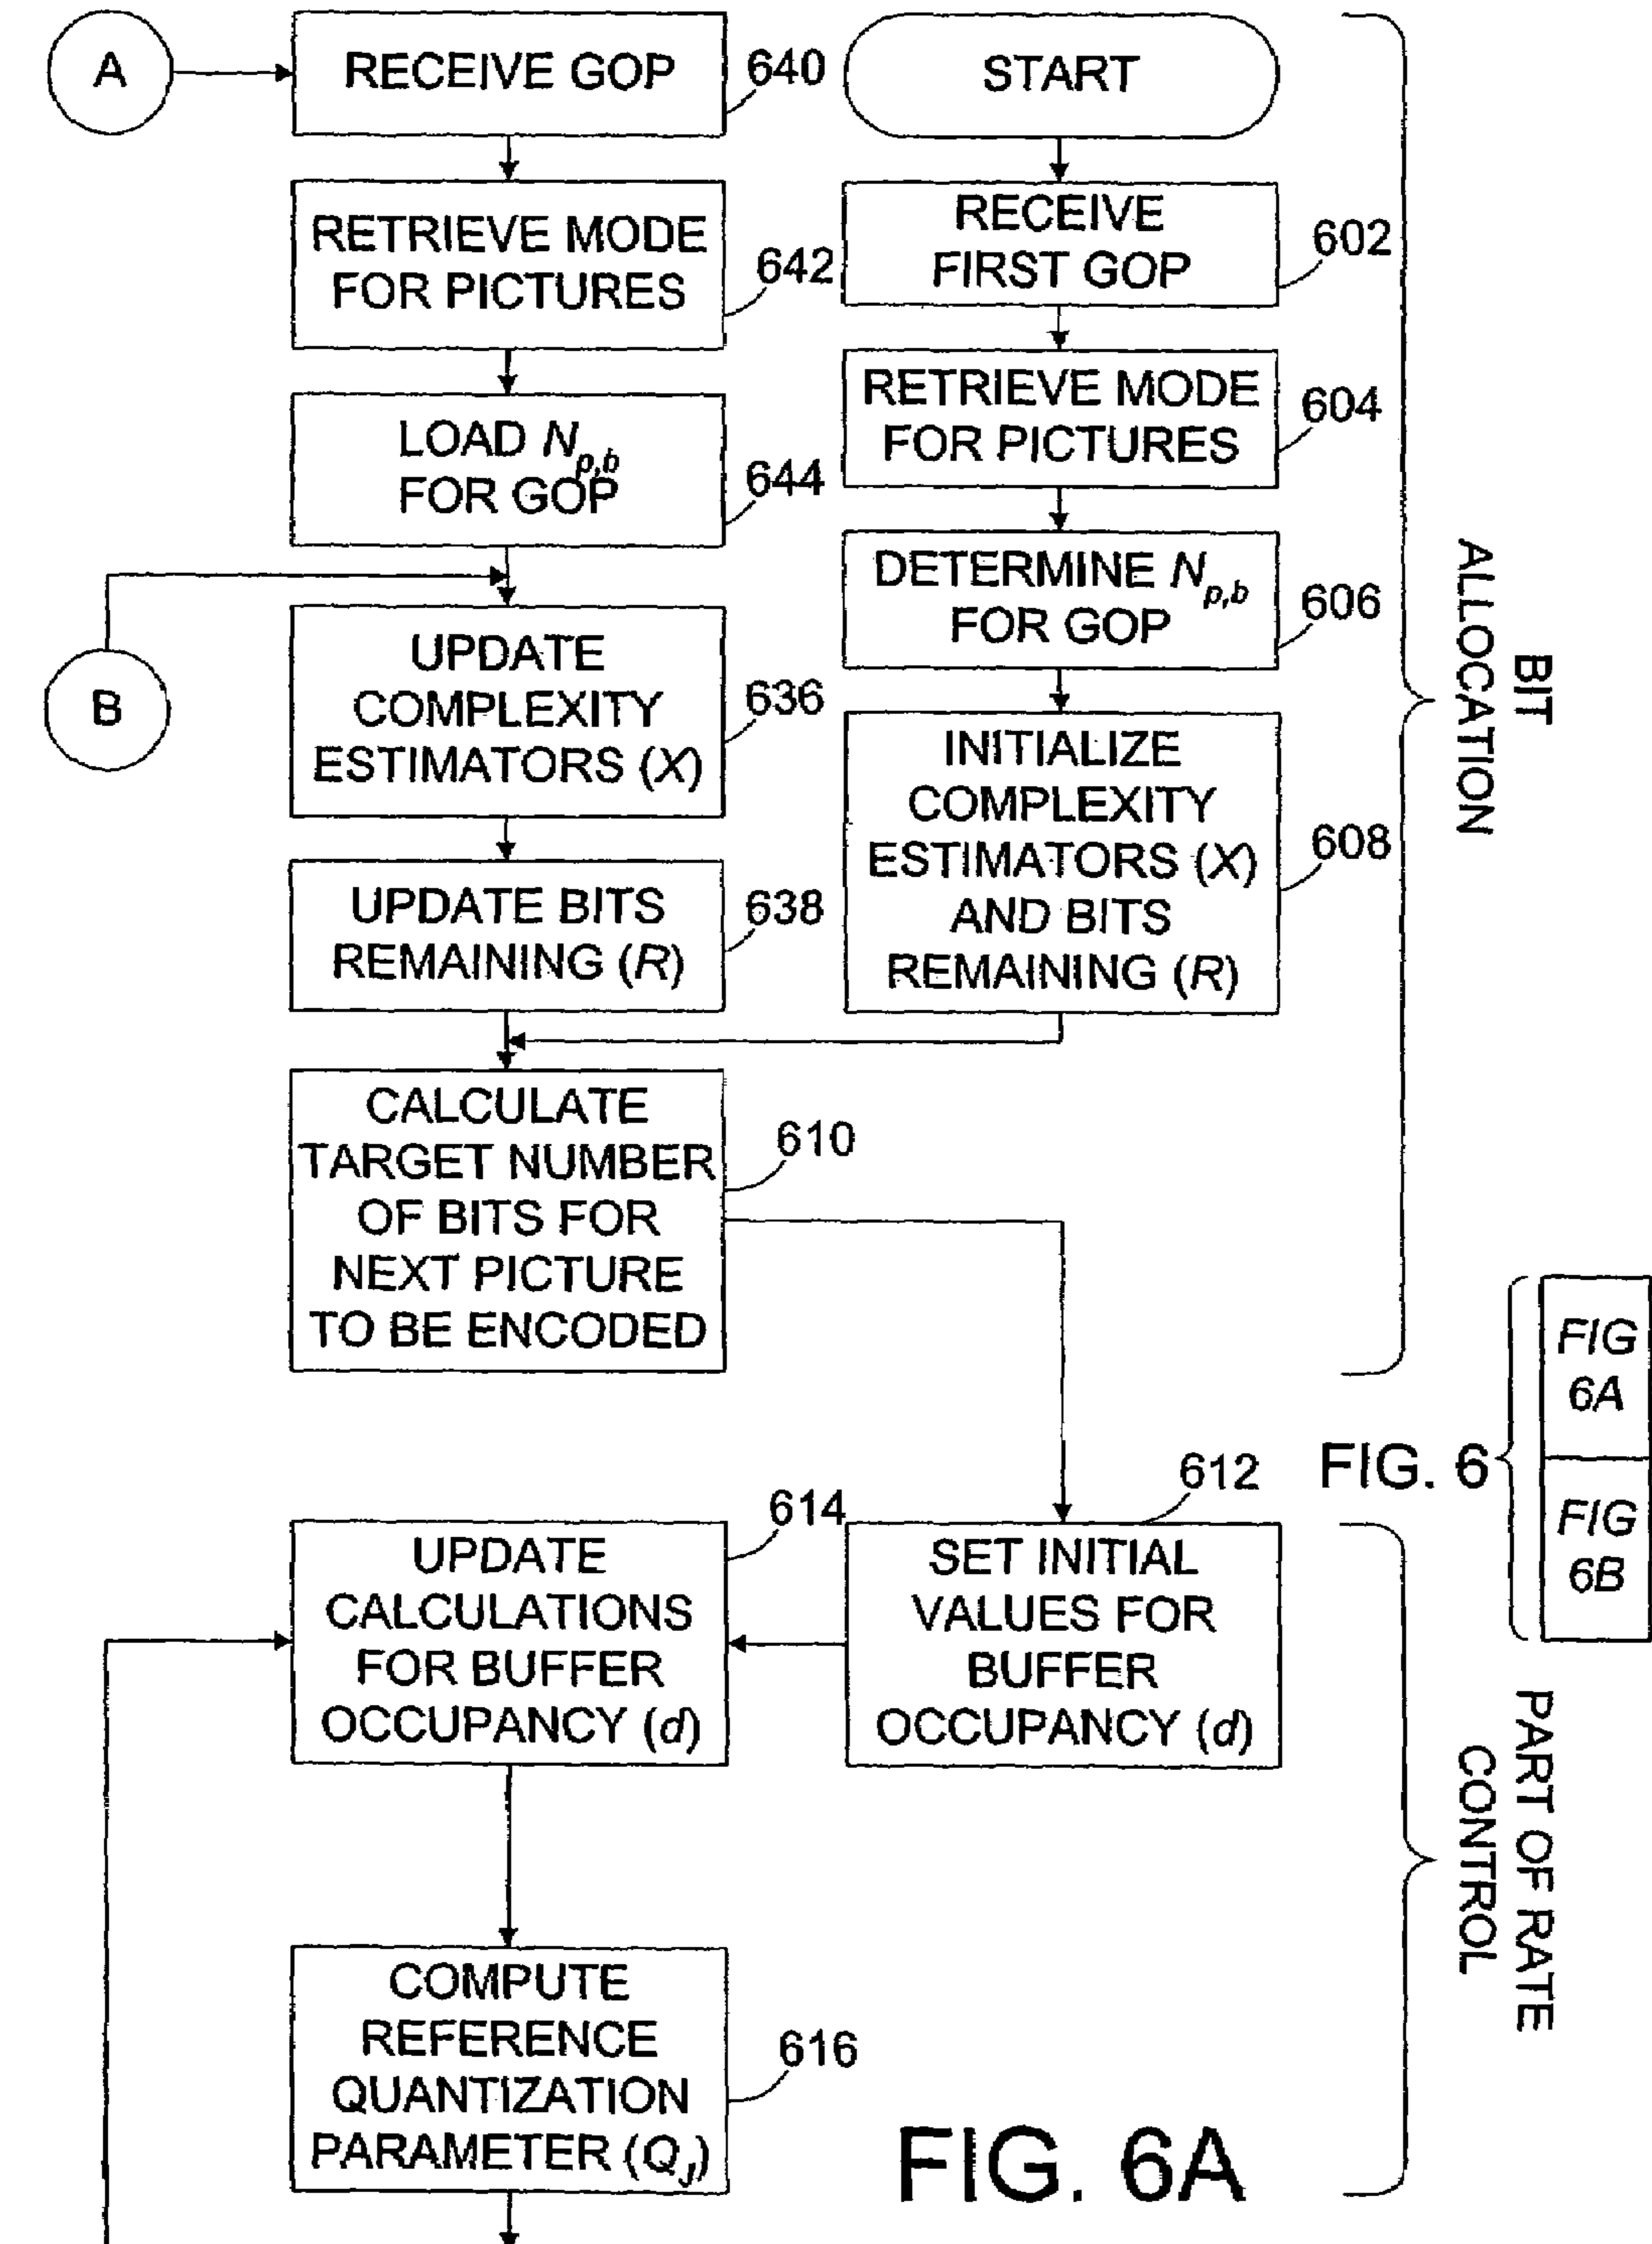 A
RECEIVE GOP
640
START
RETRIEVE MODE
FOR PICTURES
642
RECEIVE
FIRST GOP
602
LOAD Np,b
FOR GOP
644
RETRIEVE MODE
FOR PICTURES
604
DETERMINE Np,b
FOR GOP
606
B
UPDATE
COMPLEXITY
ESTIMATORS (X)
636
INITIALIZE
COMPLEXITY
ESTIMATORS (X)
AND BITS
REMAINING (R)
608
UPDATE BITS
REMAINING (R)
638
BIT
ALLOCATION
CALCULATE
TARGET NUMBER
OF BITS FOR
NEXT PICTURE
TO BE ENCODED
610
FIG. 6
FIG
6A
FIG
6B
612
SET INITIAL
VALUES FOR
BUFFER
OCCUPANCY (d)
614
UPDATE
CALCULATIONS
FOR BUFFER
OCCUPANCY (d)
PART OF RATE
CONTROL
COMPUTE
REFERENCE
QUANTIZATION
PARAMETER (QJ)
616
FIG. 6A